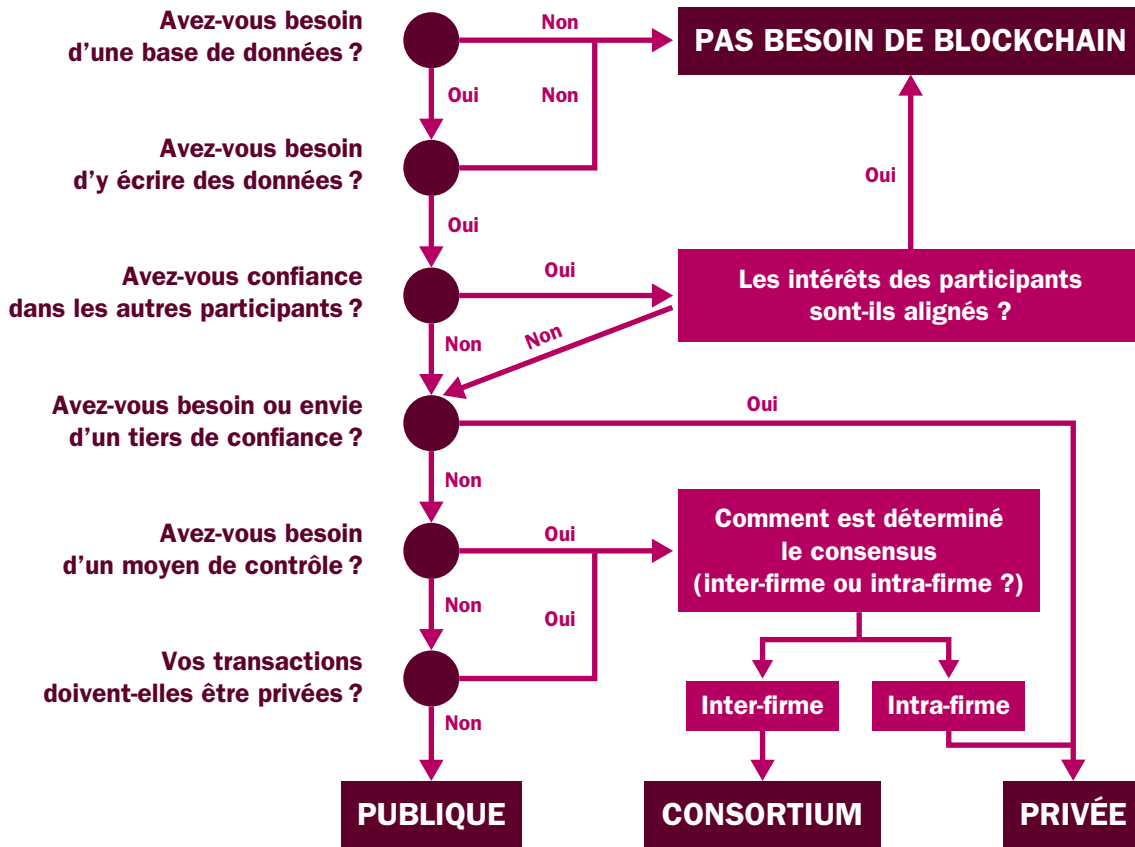 Avez-vous besoin
d'une base de données ?
Non
PAS BESOIN DE BLOCKCHAIN
Oui
Non
Avez-vous besoin
d'y écrire des données ?
Oui
Oui
Avez-vous confiance
dans les autres participants ?
Oui
Les intérêts des participants
sont-ils alignés ?
Non
Non
Avez-vous besoin ou envie
d'un tiers de confiance ?
Oui
Non
Avez-vous besoin
d'un moyen de contrôle ?
Oui
Comment est déterminé
le consensus
(inter-firme ou intra-firme ?)
Non
Oui
Vos transactions
doivent-elles être privées ?
Inter-firme
Intra-firme
Non
PUBLIQUE
CONSORTIUM
PRIVÉE